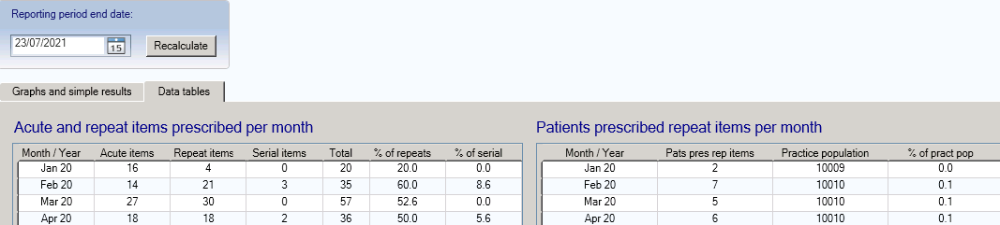 Reporting period end date:
23/07/2021 15 Recalculate
Graphs and simple results Data tables
Acute and repeat items prescribed per month
Month / Year Acute items Repeat items Serial items Total % of repeats % of serial
Jan 20 16 4 0 20 20.0 0.0
Feb 20 14 21 3 35 60.0 8.6
Mar 20 27 30 0 57 52.6 0.0
Apr 20 18 18 2 36 50.0 5.6
Patients prescribed repeat items per month
Month / Year Pats pres rep items Practice population % of pract pop
Jan 20 2 10009 0.0
Feb 20 7 10010 0.1
Mar 20 5 10010 0.1
Apr 20 6 10010 0.1